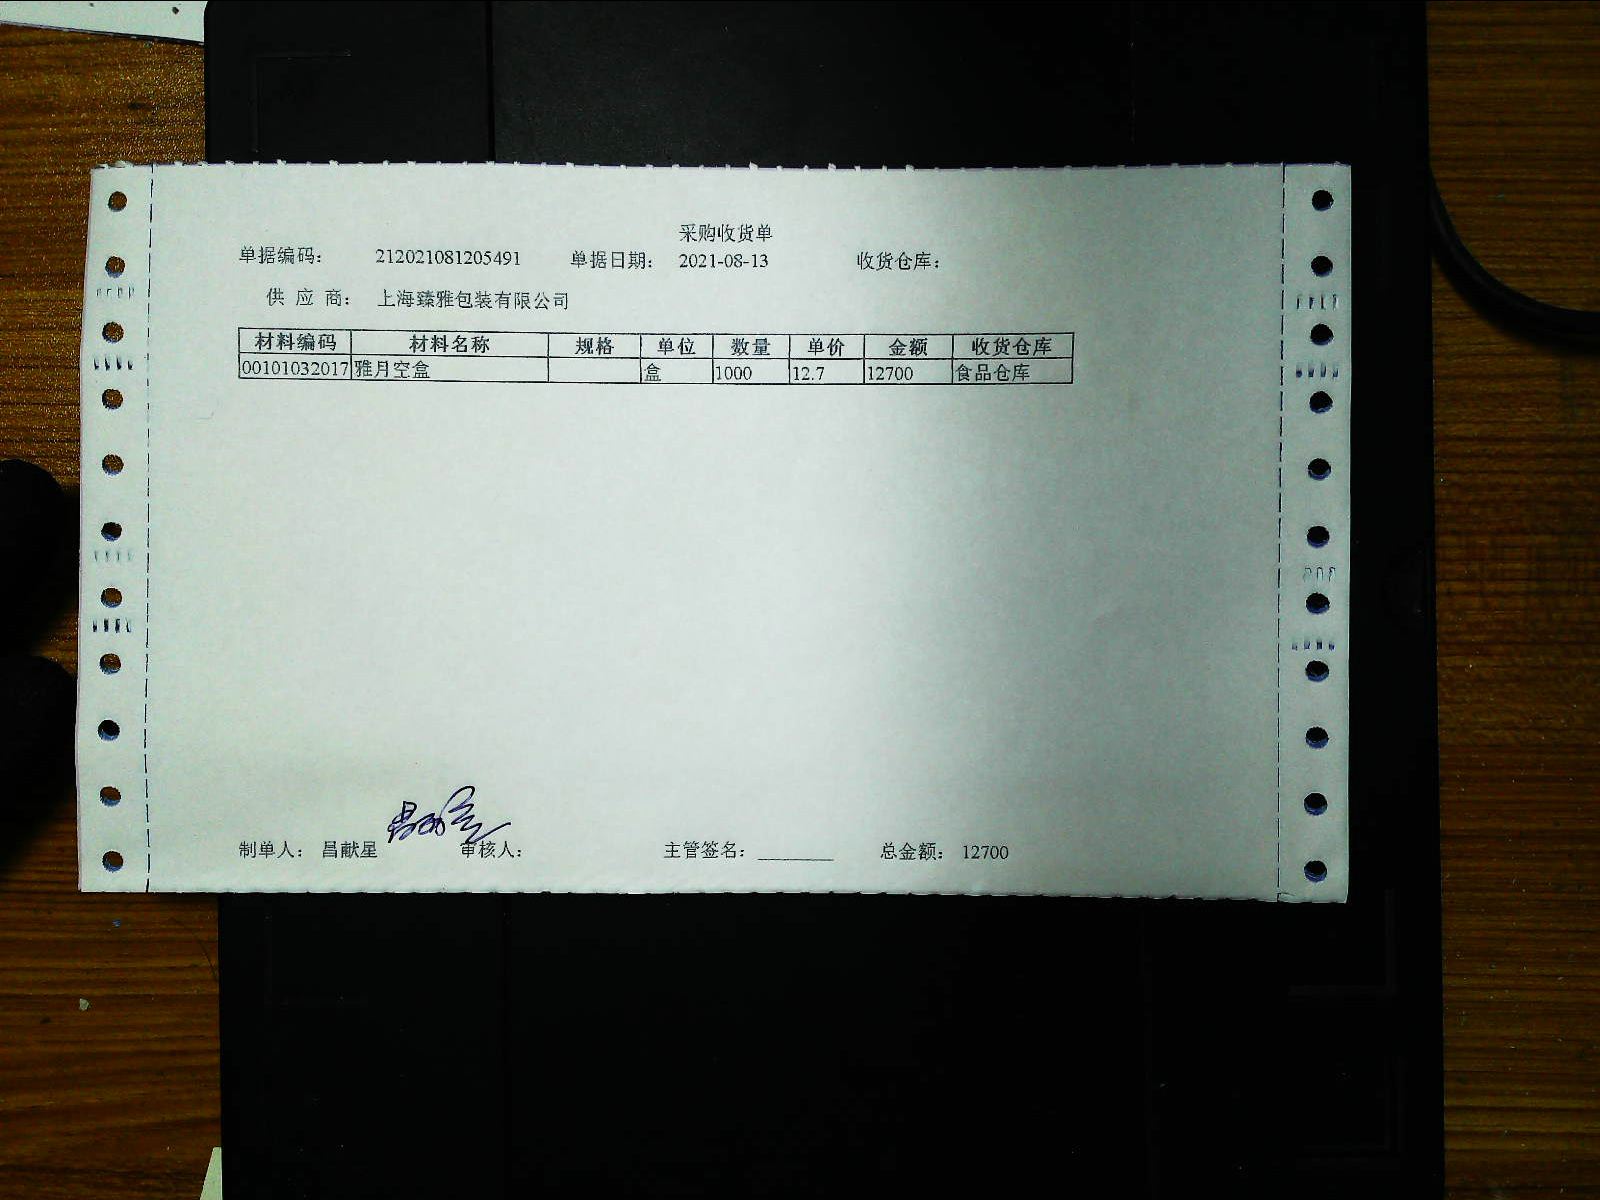 采购收货单
单据编码： 212021081205491 单据日期： 2021-08-13 收货仓库：
供 应 商： 上海臻雅包装有限公司
材料编码 材料名称 规格 单位 数量 单价 金额 收货仓库
00101032017 雅月空盒 盒 1000 12.7 12700 食品仓库
制单人： 昌献星 审核人： 主管签名：________ 总金额： 12700